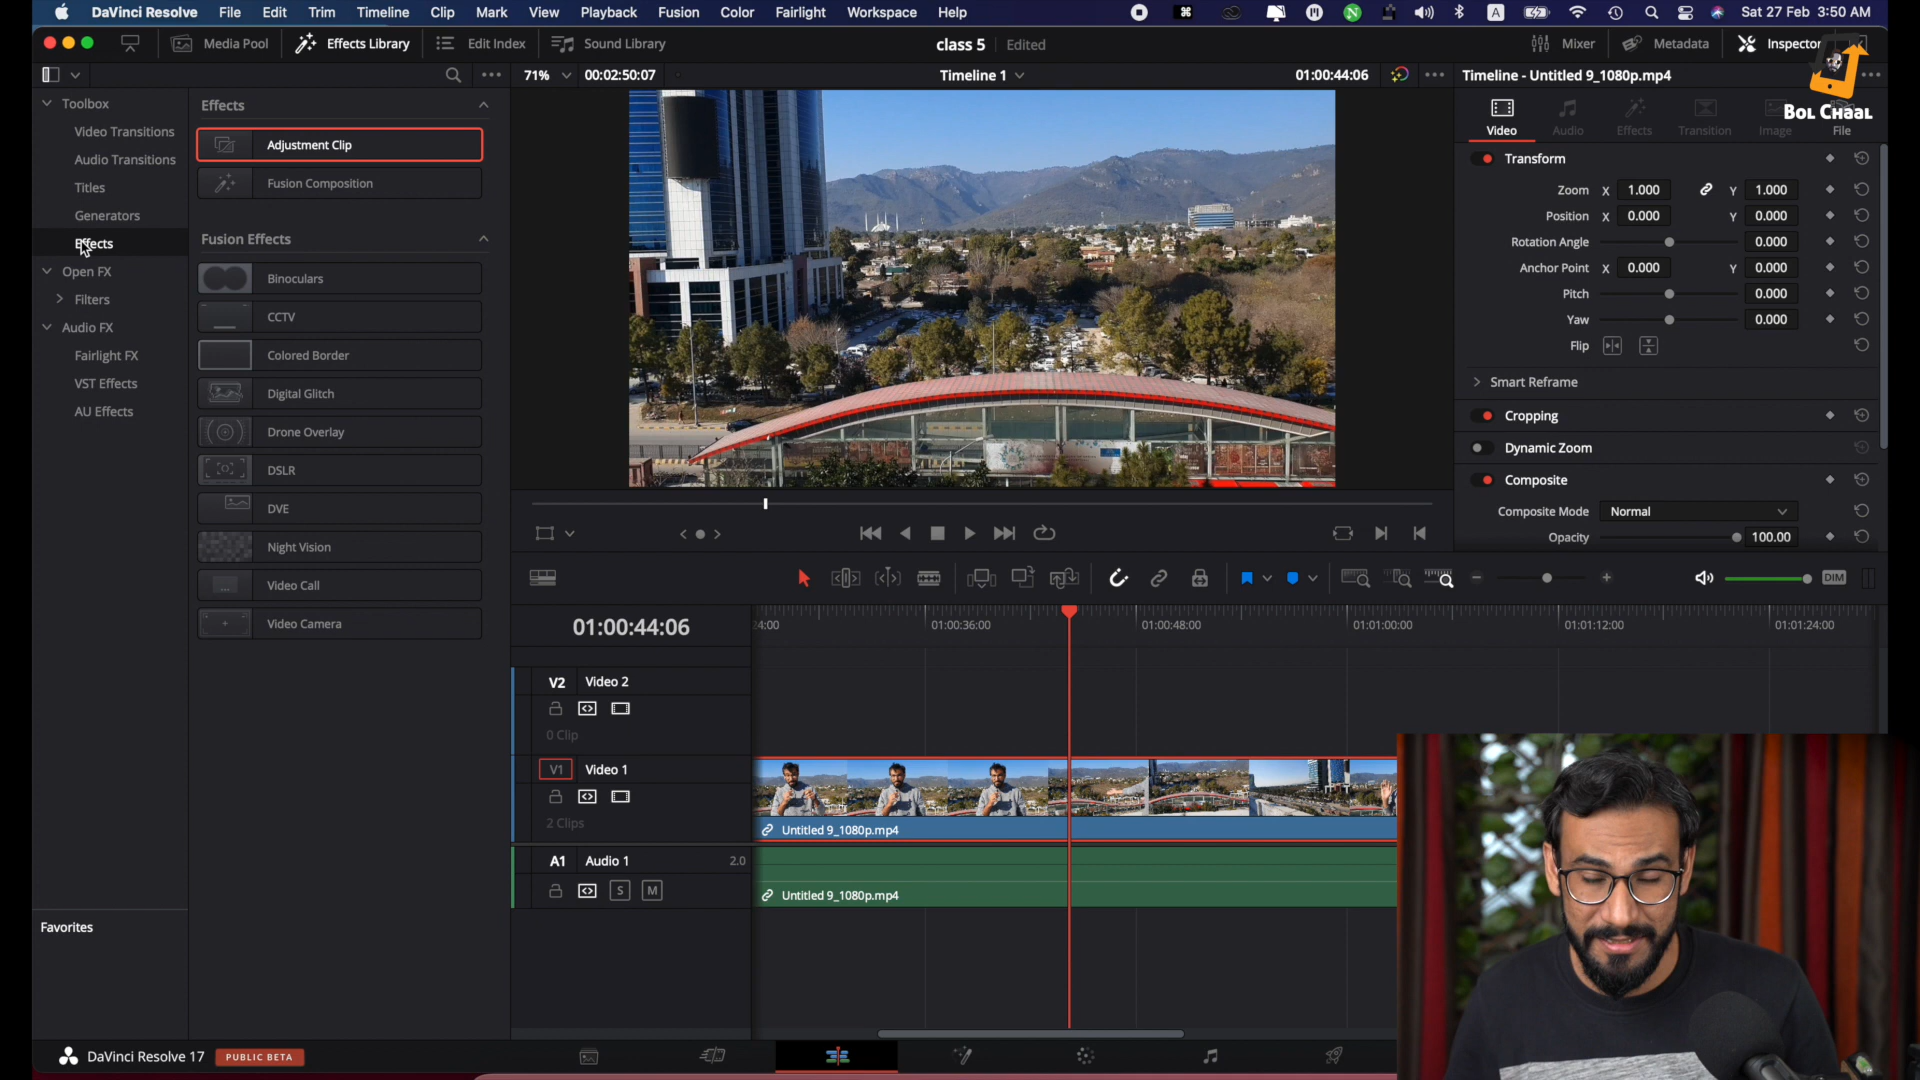 DaVinci Resolve File Edit Trim Timeline Clip Mark View Playback Fusion Color Fairlight Workspace Help Sat 27 Feb 3:50 AM
Media Pool Effects Library Edit Index Sound Library class 5 Edited Mixer Metadata Inspector
71% 00:02:50:07 Timeline 1 01:00:44:06 Timeline - Untitled 9_1080p.mp4
BOL CHAAL
Toolbox
Video Transitions
Audio Transitions
Titles
Generators
Effects
Open FX
Filters
Audio FX
Fairlight FX
VST Effects
AU Effects
Favorites
Effects
Adjustment Clip
Fusion Composition
Fusion Effects
Binoculars
CCTV
Colored Border
Digital Glitch
Drone Overlay
DSLR
DVE
Night Vision
Video Call
Video Camera
Video Audio Effects Transition Image File
Transform
Zoom X 1.000 Y 1.000
Position X 0.000 Y 0.000
Rotation Angle 0.000
Anchor Point X 0.000 Y 0.000
Pitch 0.000
Yaw 0.000
Flip
Smart Reframe
Cropping
Dynamic Zoom
Composite
Composite Mode Normal
Opacity 100.00
DIM
01:00:44:06 24:00 01:00:36:00 01:00:48:00 01:01:00:00 01:01:12:00 01:01:24:00
V2 Video 2
0 Clip
V1 Video 1
2 Clips
Untitled 9_1080p.mp4
A1 Audio 1 2.0
S M
Untitled 9_1080p.mp4
DaVinci Resolve 17 PUBLIC BETA